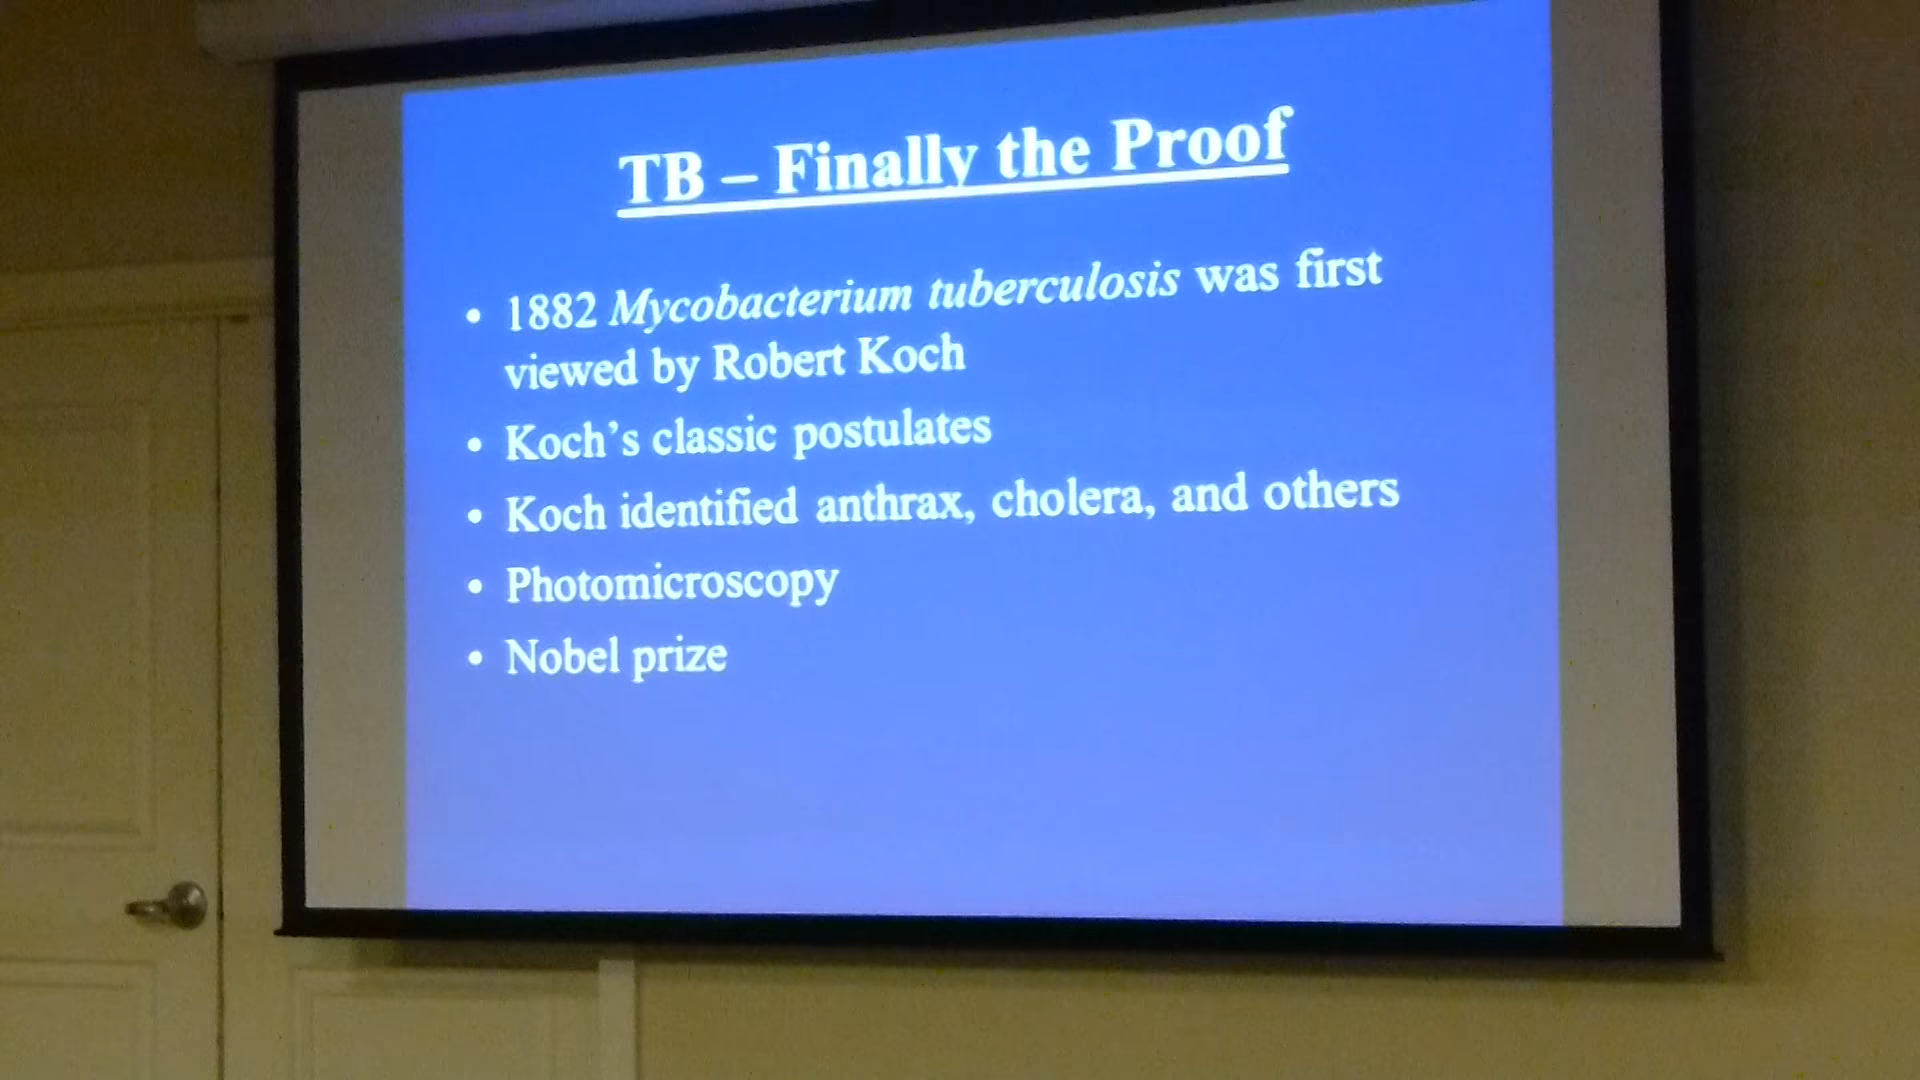 TB – Finally the Proof
• 1882 Mycobacterium tuberculosis was first
viewed by Robert Koch
• Koch’s classic postulates
• Koch identified anthrax, cholera, and others
• Photomicroscopy
• Nobel prize